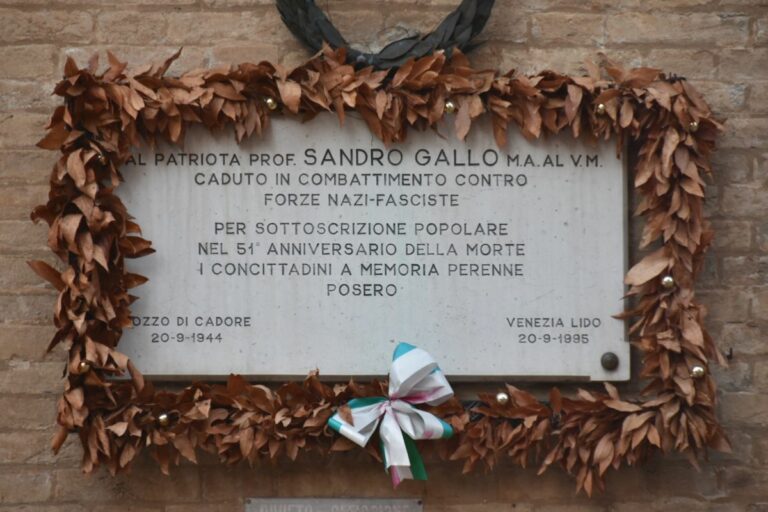 AL PATRIOTA PROF. SANDRO GALLO M.A. AL V.M.
CADUTO IN COMBATTIMENTO CONTRO
FORZE NAZI-FASCISTE
PER SOTTOSCRIZIONE POPOLARE
NEL 51° ANNIVERSARIO DELLA MORTE
I CONCITTADINI A MEMORIA PERENNE
POSERO
OZZO DI CADORE
20-9-1944
VENEZIA LIDO
20-9-1995